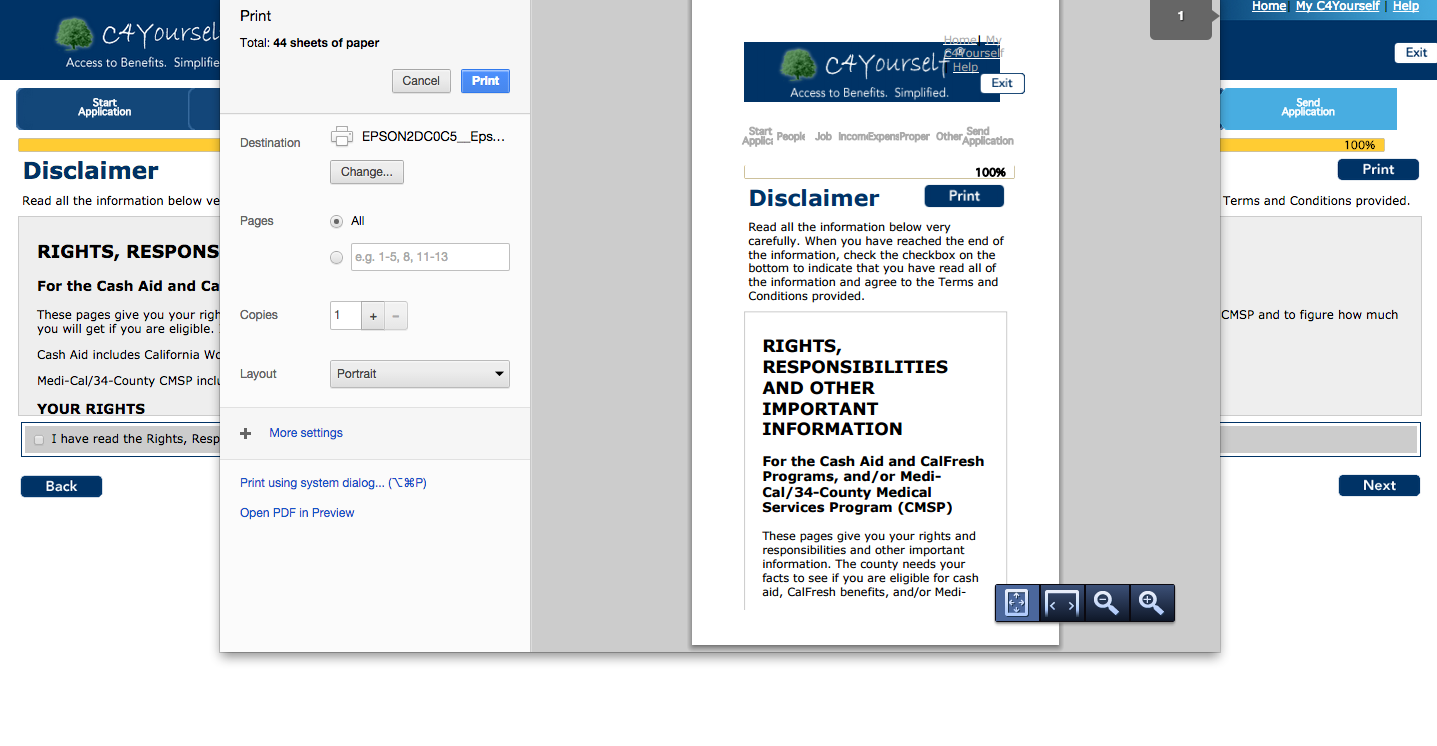 C4Yoursel
Access to Benefits. Simplifie
Home| My C4Yourself | Help
Exit
Start
Application
Send
Application
100%
Disclaimer
Print
Read all the information below ve
Terms and Conditions provided.
RIGHTS, RESPONS
For the Cash Aid and Ca
These pages give you your righ
CMSP and to figure how much
you will get if you are eligible.
Cash Aid includes California Wo
Medi-Cal/34-County CMSP inclu
YOUR RIGHTS
I have read the Rights, Resp
Back
Next
Print
Total: 44 sheets of paper
Cancel
Print
Destination
EPSON2DC0C5__Eps...
Change...
Pages
All
e.g. 1-5, 8, 11-13
Copies
1
+
−
Layout
Portrait
+ More settings
Print using system dialog... (⌥⌘P)
Open PDF in Preview
1
Home| My
C4Yourself
| Help
C4Yourself®
Access to Benefits. Simplified.
Exit
Start
Applic
People
Job
Incom
Expens
Proper
Other
Send
Application
100%
Disclaimer
Print
Read all the information below very
carefully. When you have reached the end of
the information, check the checkbox on the
bottom to indicate that you have read all of
the information and agree to the Terms and
Conditions provided.
RIGHTS,
RESPONSIBILITIES
AND OTHER
IMPORTANT
INFORMATION
For the Cash Aid and CalFresh
Programs, and/or Medi-
Cal/34-County Medical
Services Program (CMSP)
These pages give you your rights and
responsibilities and other important
information. The county needs your
facts to see if you are eligible for cash
aid, CalFresh benefits, and/or Medi-